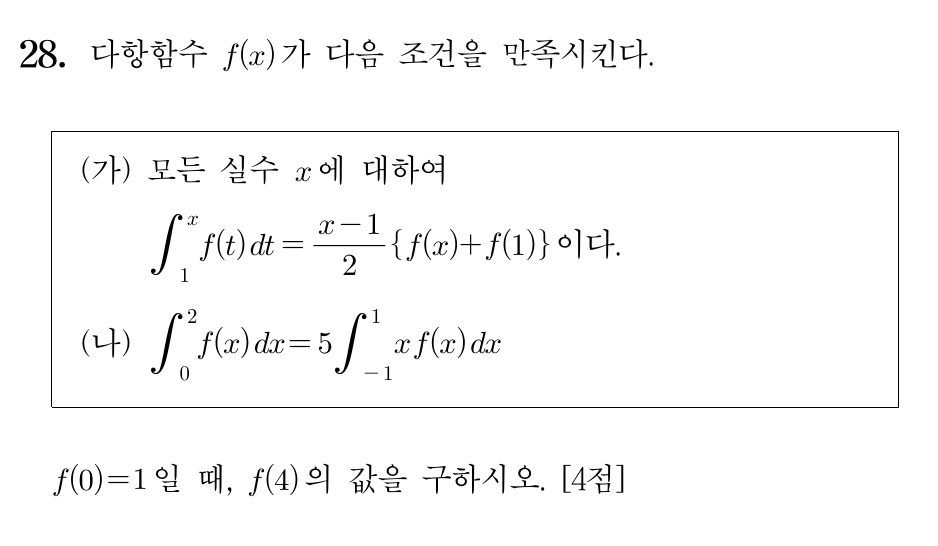 28. 다항함수 f(x)가 다음 조건을 만족시킨다.
(가) 모든 실수 x에 대하여
∫₁ˣ f(t)dt = (x−1)/2 {f(x)+f(1)}이다.
(나) ∫₀² f(x)dx = 5∫₋₁¹ xf(x)dx
f(0)=1일 때, f(4)의 값을 구하시오. [4점]